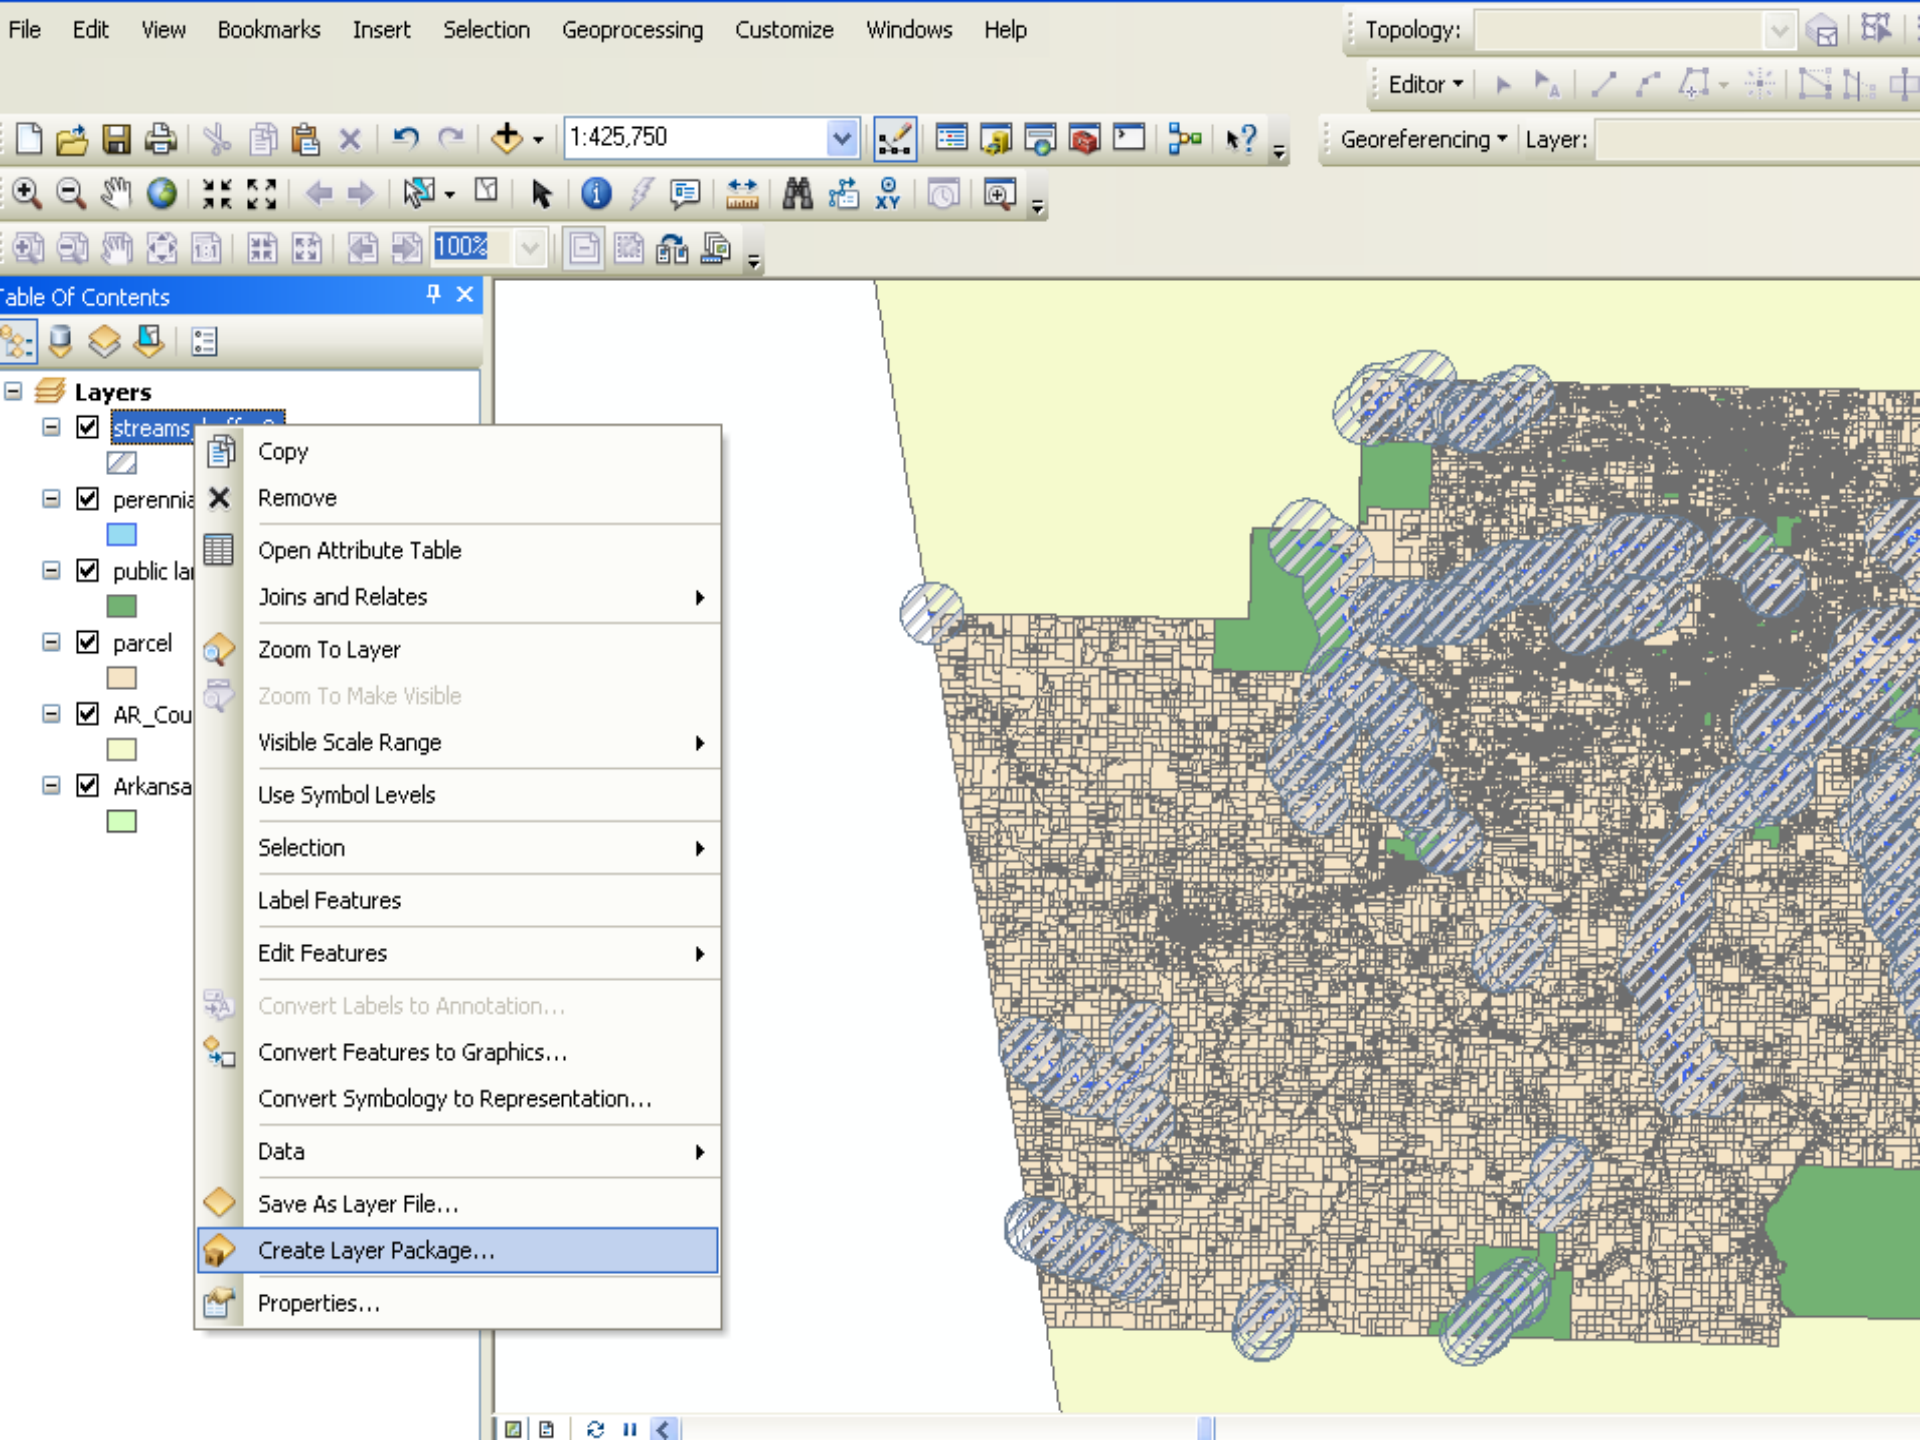 File Edit View Bookmarks Insert Selection Geoprocessing Customize Windows Help
Topology:
Editor
1:425,750
Georeferencing Layer:
XY
1:1
100%
Table Of Contents
Layers
streams
perennia
public la
parcel
AR_Cou
Arkansa
Copy
Remove
Open Attribute Table
Joins and Relates
Zoom To Layer
Zoom To Make Visible
Visible Scale Range
Use Symbol Levels
Selection
Label Features
Edit Features
Convert Labels to Annotation...
Convert Features to Graphics...
Convert Symbology to Representation...
Data
Save As Layer File...
Create Layer Package...
Properties...